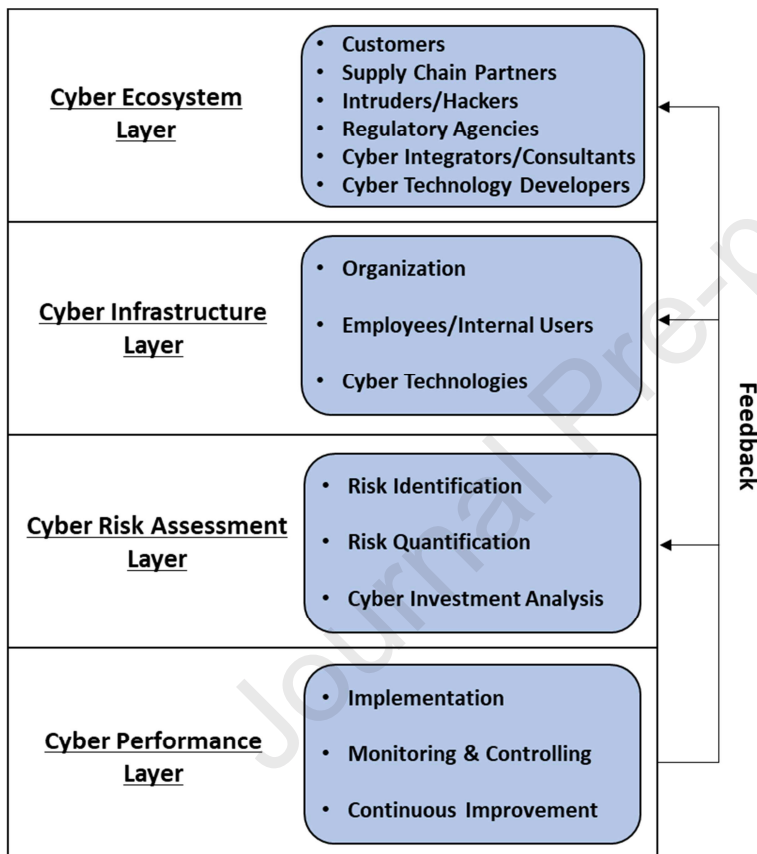 Cyber Ecosystem
Layer
• Customers
• Supply Chain Partners
• Intruders/Hackers
• Regulatory Agencies
• Cyber Integrators/Consultants
• Cyber Technology Developers
Cyber Infrastructure
Layer
• Organization
• Employees/Internal Users
• Cyber Technologies
Cyber Risk Assessment
Layer
• Risk Identification
• Risk Quantification
• Cyber Investment Analysis
Cyber Performance
Layer
• Implementation
• Monitoring & Controlling
• Continuous Improvement
Feedback
Journal Pre-p